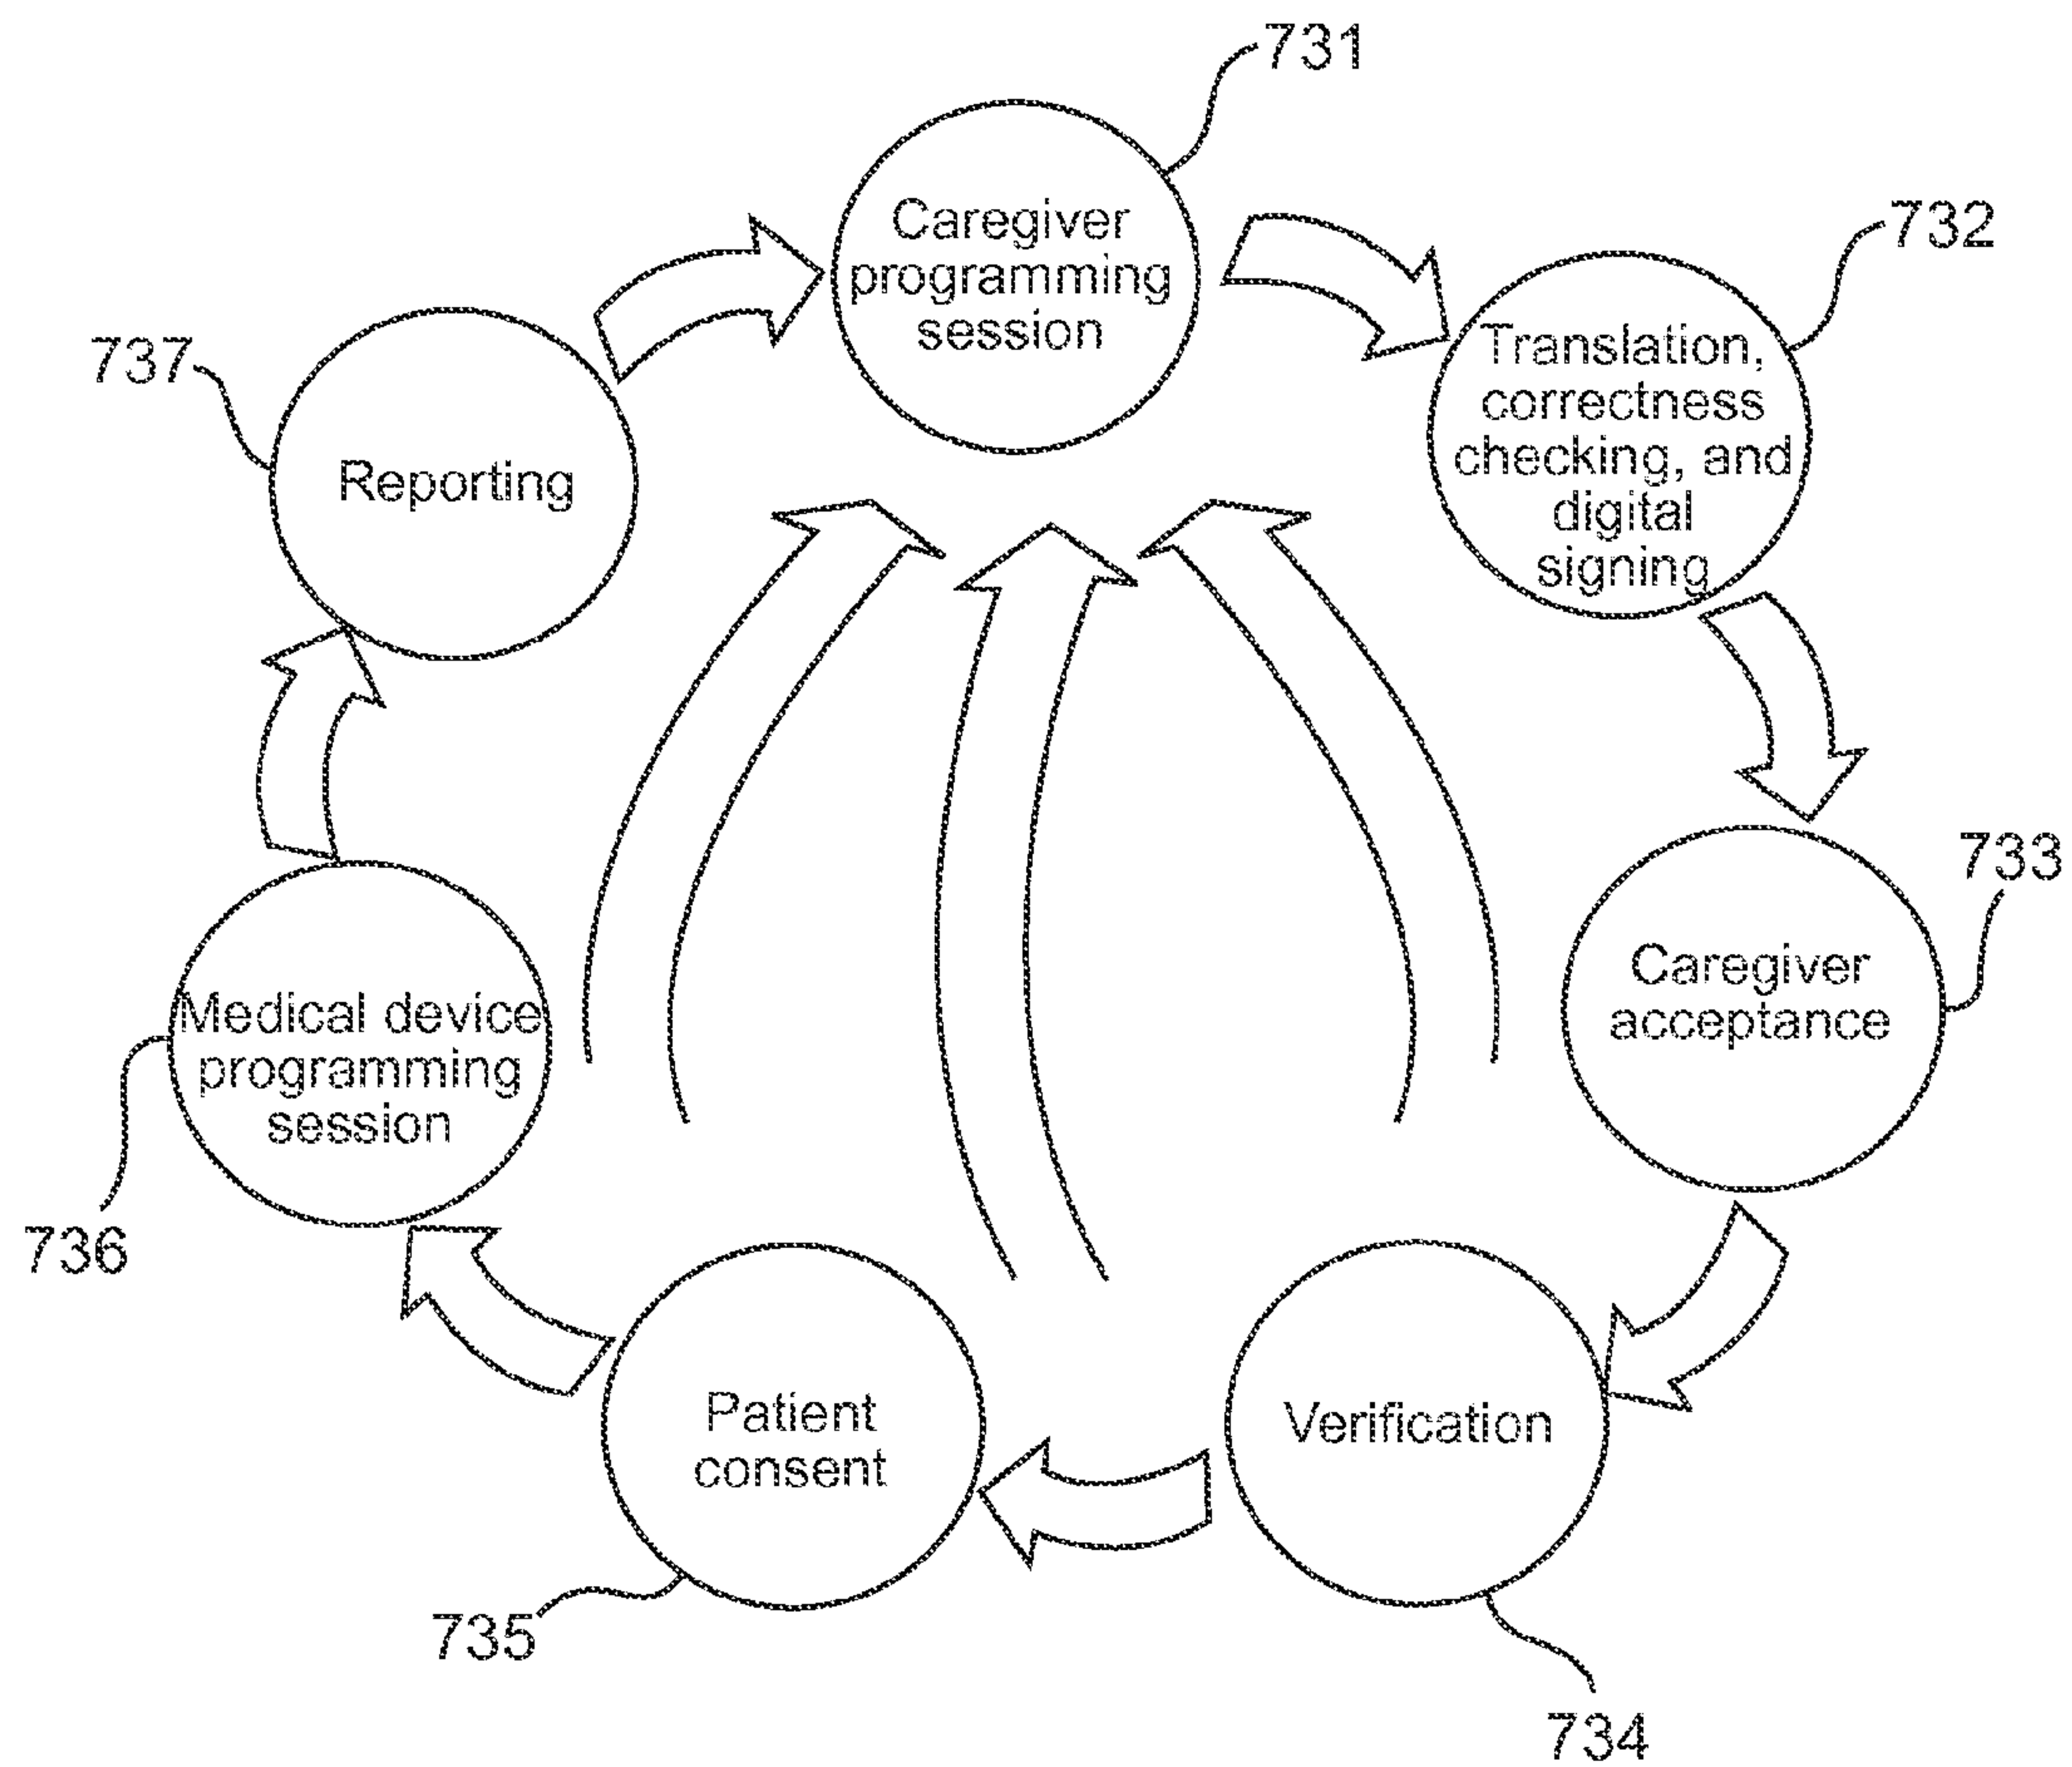 731
Caregiver
programming
session
732
Translation,
correctness
checking, and
digital
signing
737
Reporting
733
Caregiver
acceptance
Medical device
programming
session
736
Patient
consent
Verification
735
734